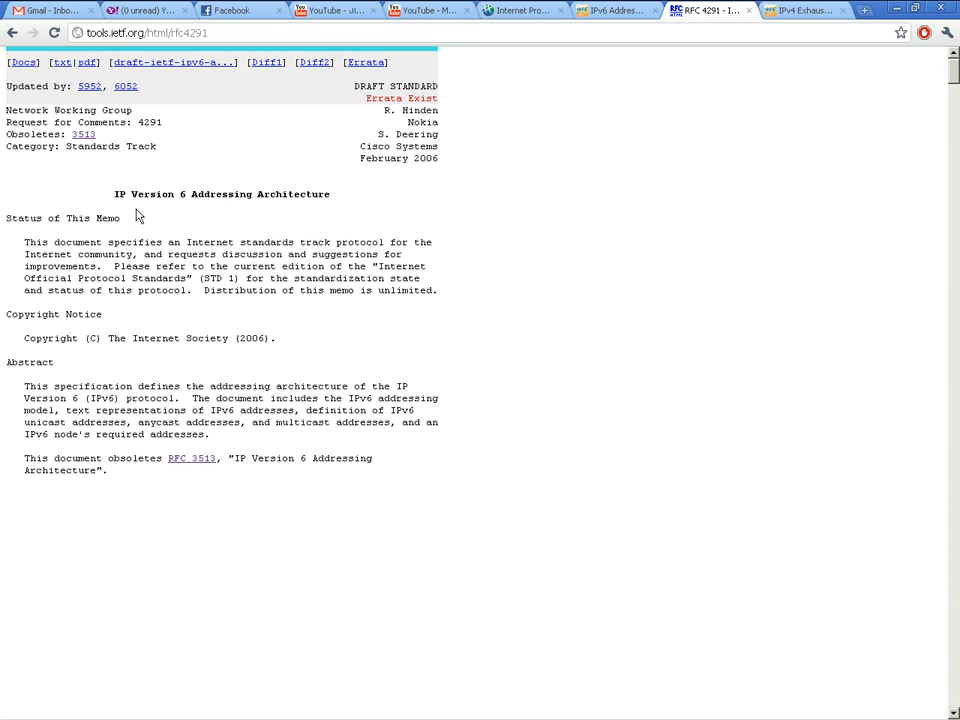 Gmail - Inbo...
(0 unread) Y...
Facebook
YouTube - Jl...
YouTube - M...
Internet Pro...
IPv6 Addres...
RFC 4291 - I...
IPv4 Exhaus...
tools.ietf.org/html/rfc4291
[Docs] [txt|pdf] [draft-ietf-ipv6-a...] [Diff1] [Diff2] [Errata]
Updated by: 5952, 6052 DRAFT STANDARD
Errata Exist
Network Working Group R. Hinden
Request for Comments: 4291 Nokia
Obsoletes: 3513 S. Deering
Category: Standards Track Cisco Systems
February 2006
IP Version 6 Addressing Architecture
Status of This Memo
This document specifies an Internet standards track protocol for the
Internet community, and requests discussion and suggestions for
improvements. Please refer to the current edition of the "Internet
Official Protocol Standards" (STD 1) for the standardization state
and status of this protocol. Distribution of this memo is unlimited.
Copyright Notice
Copyright (C) The Internet Society (2006).
Abstract
This specification defines the addressing architecture of the IP
Version 6 (IPv6) protocol. The document includes the IPv6 addressing
model, text representations of IPv6 addresses, definition of IPv6
unicast addresses, anycast addresses, and multicast addresses, and an
IPv6 node's required addresses.
This document obsoletes RFC 3513, "IP Version 6 Addressing
Architecture".